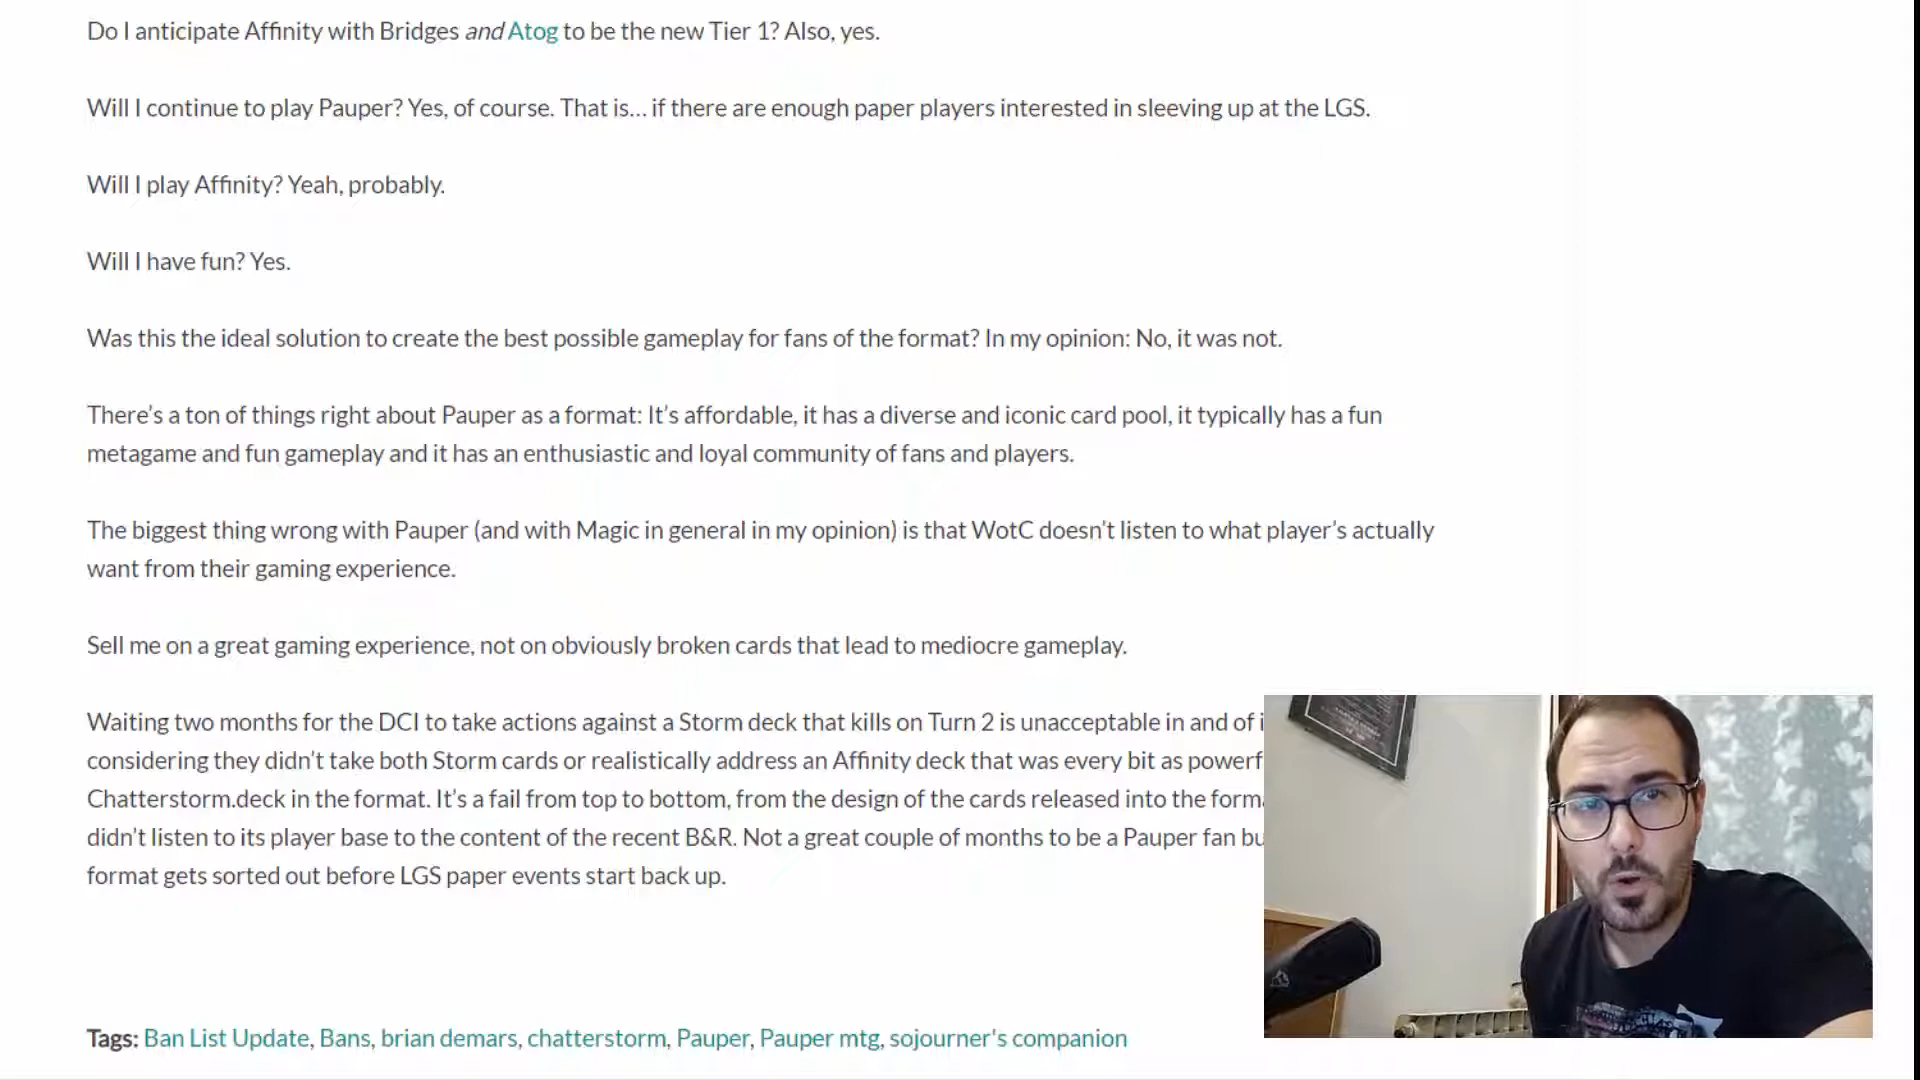 Do I anticipate Affinity with Bridges and Atog to be the new Tier 1? Also, yes.
Will I continue to play Pauper? Yes, of course. That is… if there are enough paper players interested in sleeving up at the LGS.
Will I play Affinity? Yeah, probably.
Will I have fun? Yes.
Was this the ideal solution to create the best possible gameplay for fans of the format? In my opinion: No, it was not.
There’s a ton of things right about Pauper as a format: It’s affordable, it has a diverse and iconic card pool, it typically has a fun
metagame and fun gameplay and it has an enthusiastic and loyal community of fans and players.
The biggest thing wrong with Pauper (and with Magic in general in my opinion) is that WotC doesn’t listen to what player’s actually
want from their gaming experience.
Sell me on a great gaming experience, not on obviously broken cards that lead to mediocre gameplay.
Waiting two months for the DCI to take actions against a Storm deck that kills on Turn 2 is unacceptable in and of
considering they didn’t take both Storm cards or realistically address an Affinity deck that was every bit as
Chatterstorm.deck in the format. It’s a fail from top to bottom, from the design of the cards released into the
didn’t listen to its player base to the content of the recent B&R. Not a great couple of months to be a Pauper fan
format gets sorted out before LGS paper events start back up.
Tags: Ban List Update, Bans, brian demars, chatterstorm, Pauper, Pauper mtg, sojourner's companion